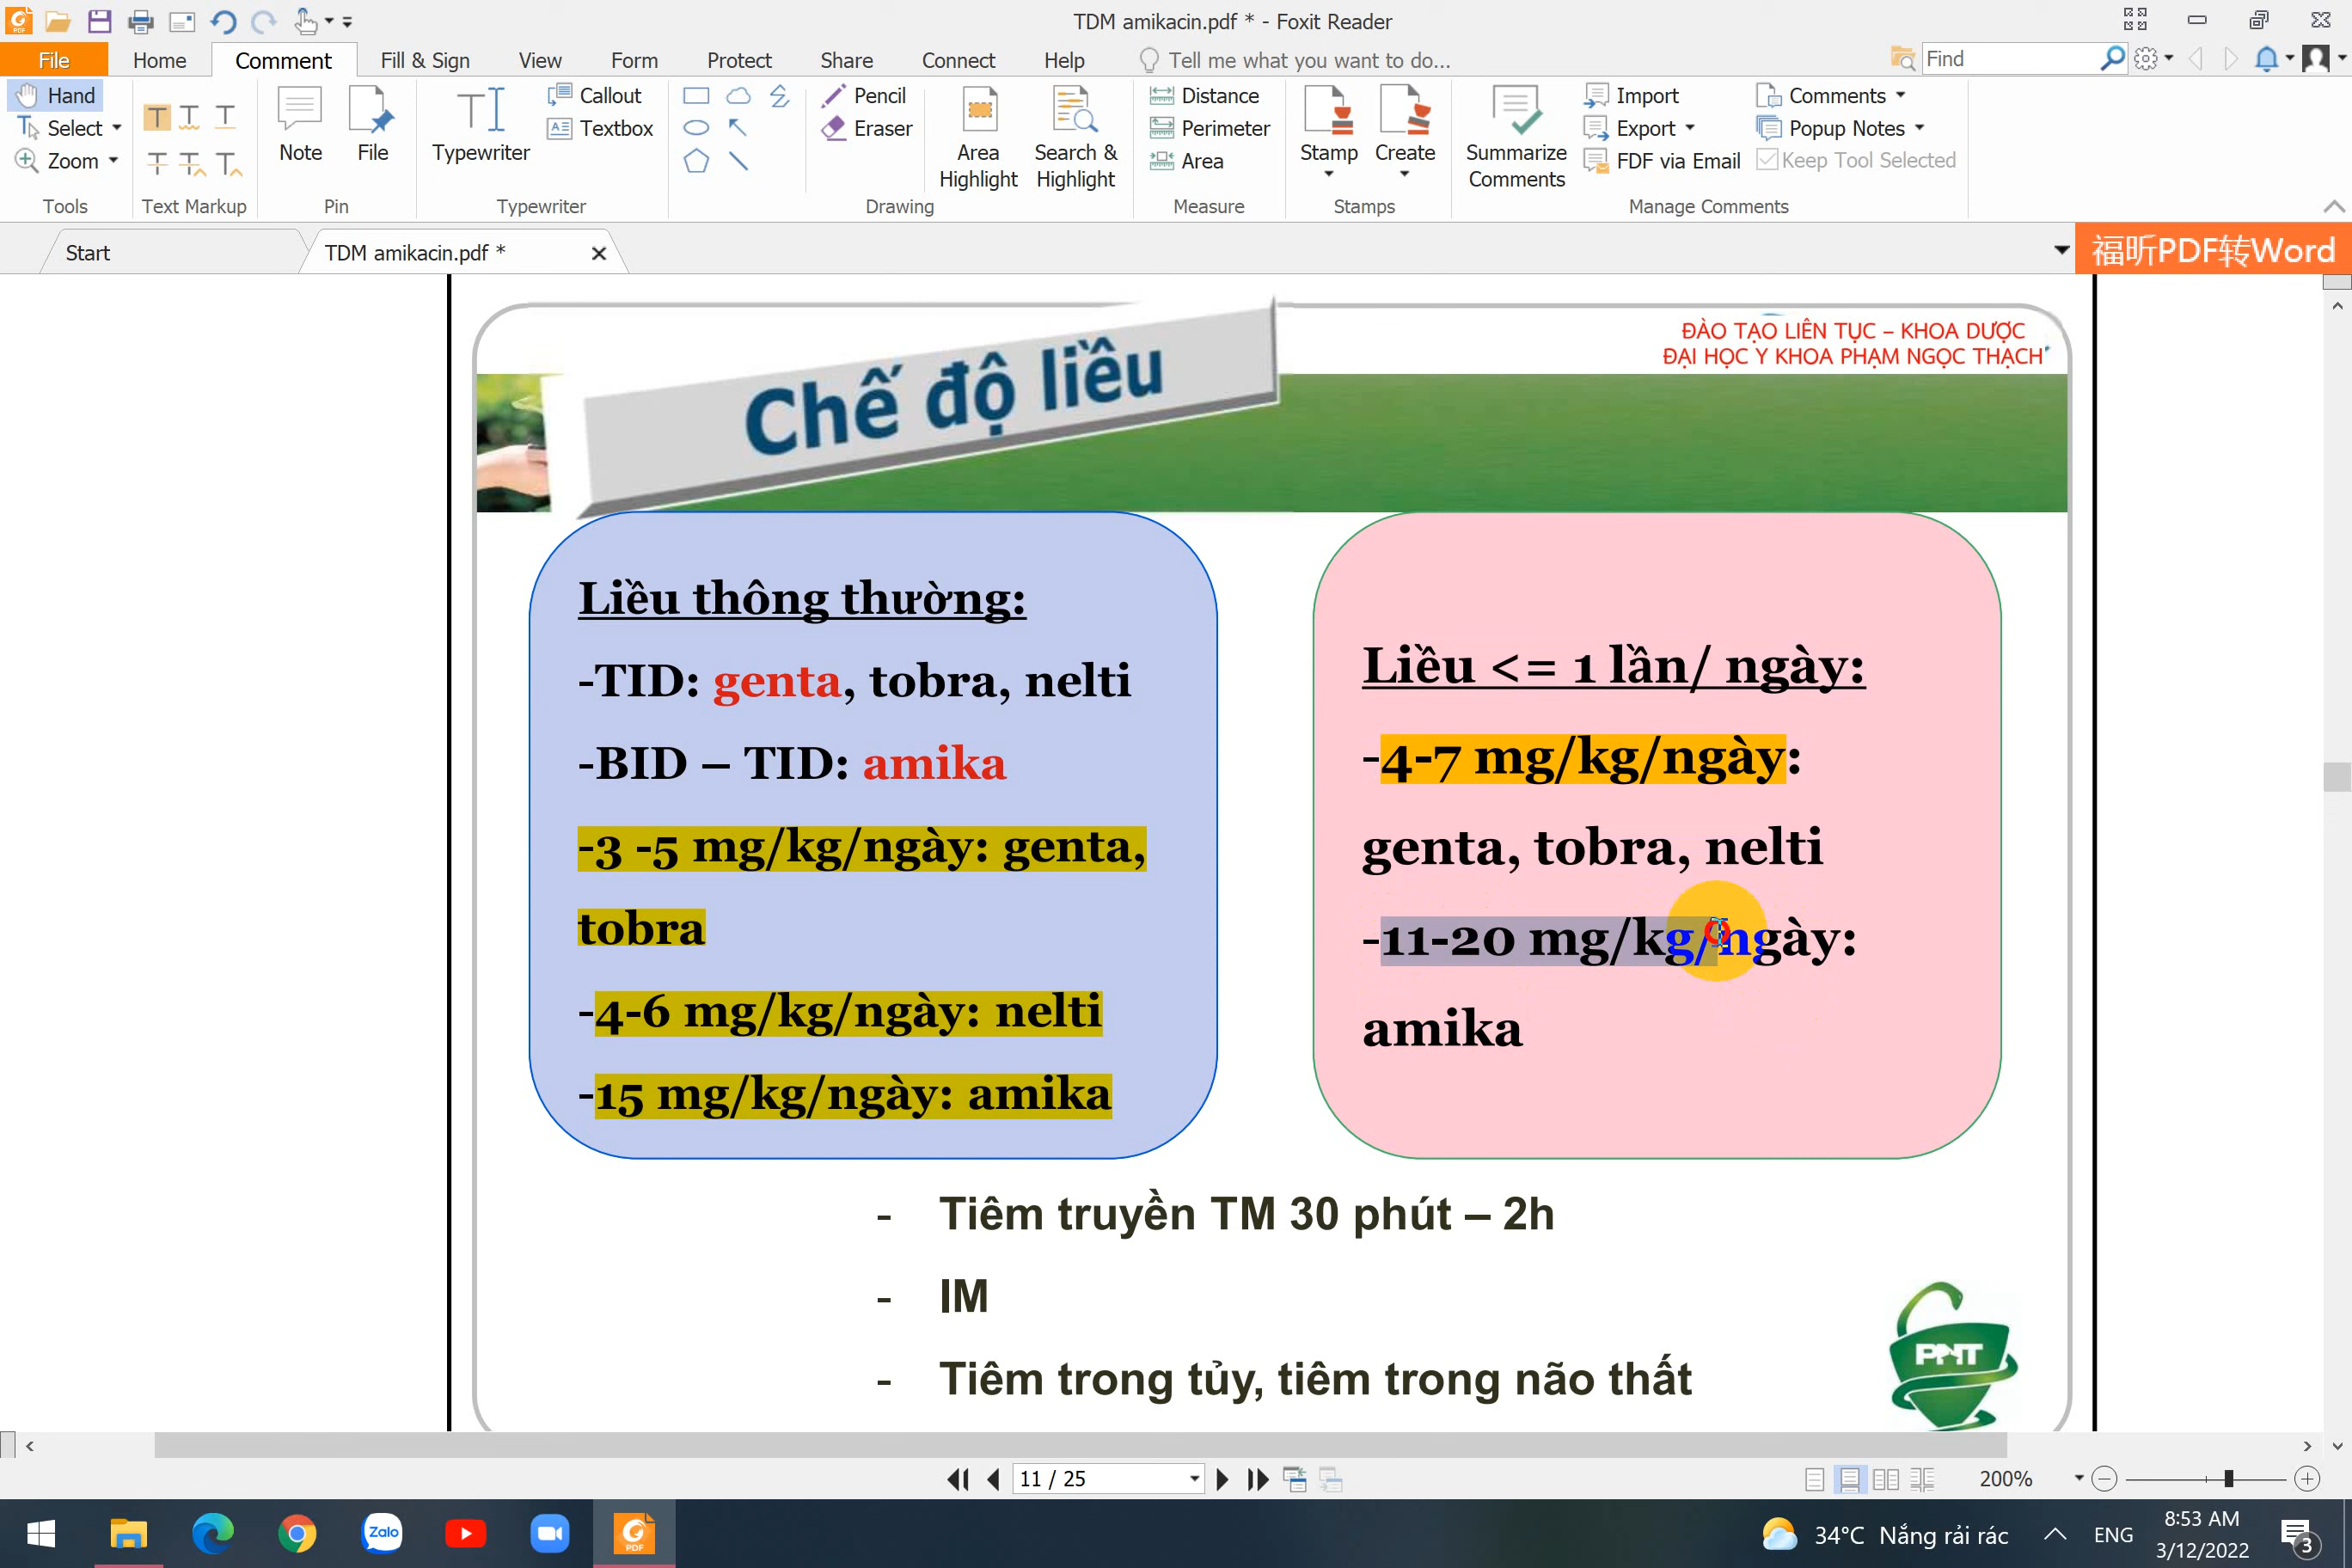 TDM amikacin.pdf * - Foxit Reader
File Home Comment Fill & Sign View Form Protect Share Connect Help Tell me what you want to do... Find
Hand
Select
Zoom
Tools
Text Markup
Note
File
Pin
Typewriter
Callout
Textbox
Typewriter
Pencil
Eraser
Area Highlight
Search & Highlight
Drawing
Distance
Perimeter
Area
Measure
Stamp
Create
Stamps
Summarize Comments
Import
Export
FDF via Email
Comments
Popup Notes
Keep Tool Selected
Manage Comments
Start
TDM amikacin.pdf *
福昕PDF转Word
ĐÀO TẠO LIÊN TỤC – KHOA DƯỢC
ĐẠI HỌC Y KHOA PHẠM NGỌC THẠCH
Chế độ liều
Liều thông thường:
-TID: genta, tobra, nelti
-BID – TID: amika
-3 -5 mg/kg/ngày: genta,
tobra
-4-6 mg/kg/ngày: nelti
-15 mg/kg/ngày: amika
Liều <= 1 lần/ ngày:
-4-7 mg/kg/ngày:
genta, tobra, nelti
-11-20 mg/kg/ngày:
amika
- Tiêm truyền TM 30 phút – 2h
- IM
- Tiêm trong tủy, tiêm trong não thất
PNT
11 / 25
200%
Zalo
PDF
34°C Nắng rải rác
ENG
8:53 AM
3/12/2022
3